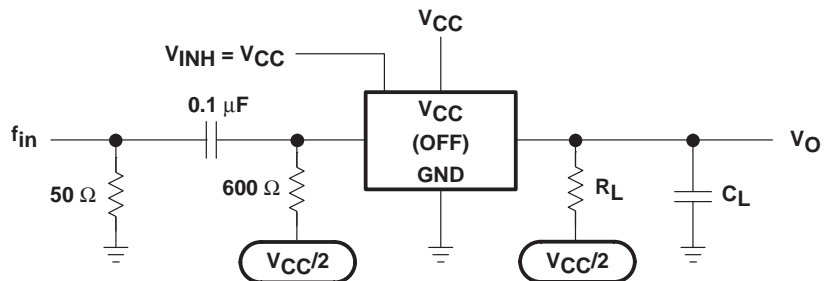 VCC
VINH = VCC
0.1 μF
VCC
(OFF)
GND
fin
VO
50 Ω
600 Ω
RL
CL
VCC/2
VCC/2